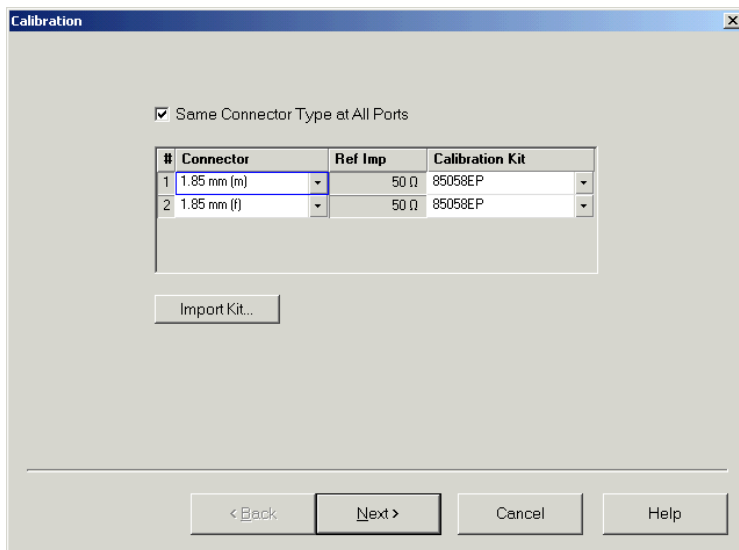 Calibration
Same Connector Type at All Ports
# Connector Ref Imp Calibration Kit
1 1.85 mm (m) 50 Ω 85058EP
2 1.85 mm (f) 50 Ω 85058EP
Import Kit...
< Back Next > Cancel Help